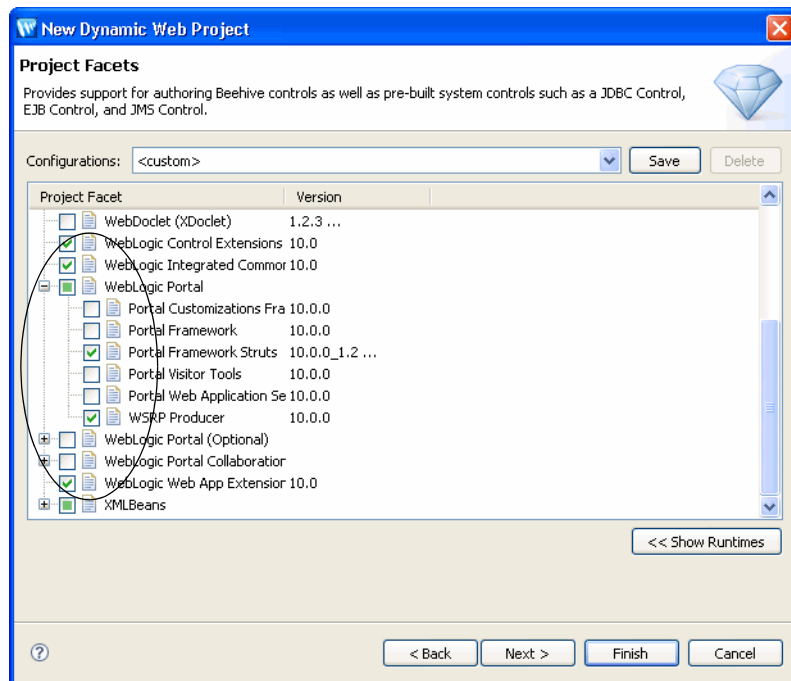 New Dynamic Web Project
Project Facets
Provides support for authoring Beehive controls as well as pre-built system controls such as a JDBC Control,
EJB Control, and JMS Control.
Configurations: <custom> Save Delete
Project Facet Version
WebDoclet (XDoclet) 1.2.3 ...
WebLogic Control Extensions 10.0
WebLogic Integrated Common 10.0
WebLogic Portal
Portal Customizations Fra 10.0.0
Portal Framework 10.0.0
Portal Framework Struts 10.0.0_1.2 ...
Portal Visitor Tools 10.0.0
Portal Web Application Se 10.0.0
WSRP Producer 10.0.0
WebLogic Portal (Optional)
WebLogic Portal Collaboration
WebLogic Web App Extension 10.0
XMLBeans
<< Show Runtimes
? < Back Next > Finish Cancel